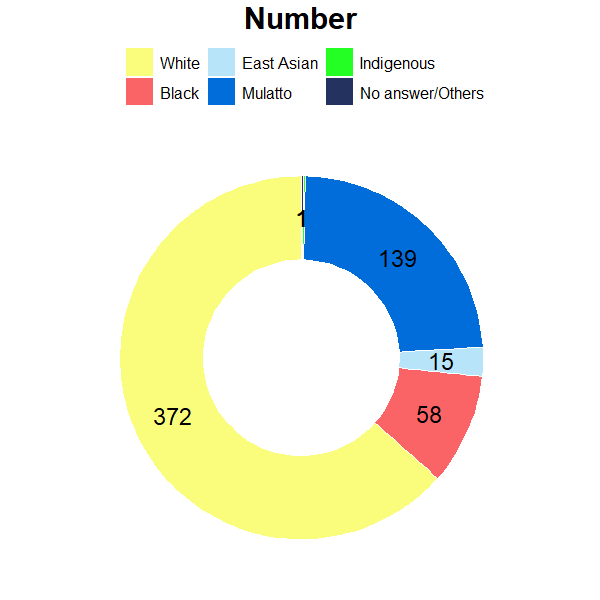 Number
White East Asian Indigenous
Black Mulatto No answer/Others
1
139
15
58
372